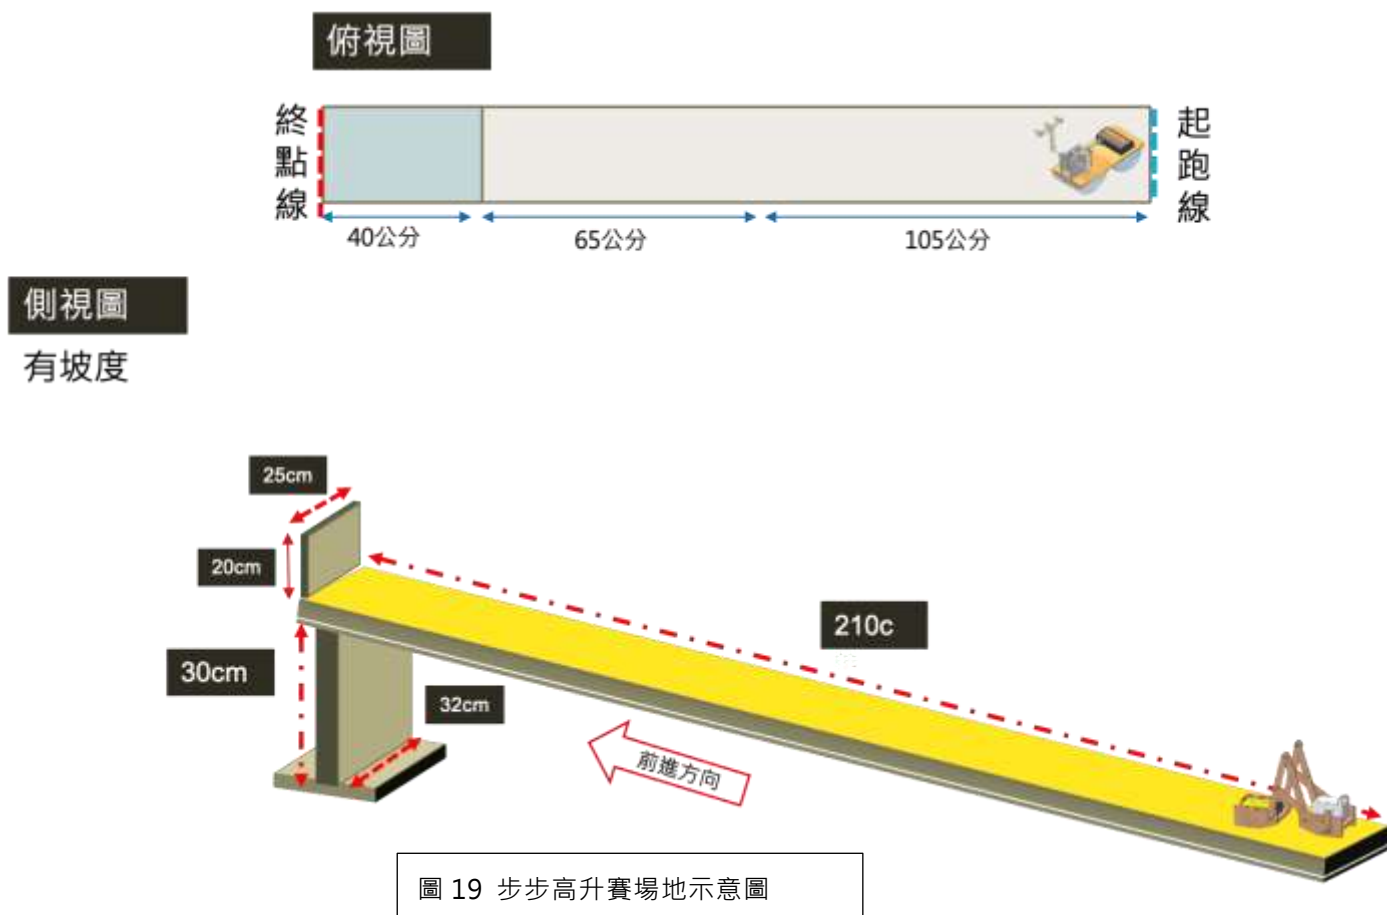 俯視圖
終點線
起跑線
40公分
65公分
105公分
側視圖
有坡度
25cm
20cm
210c
30cm
32cm
前進方向
圖 19 步步高升賽場地示意圖